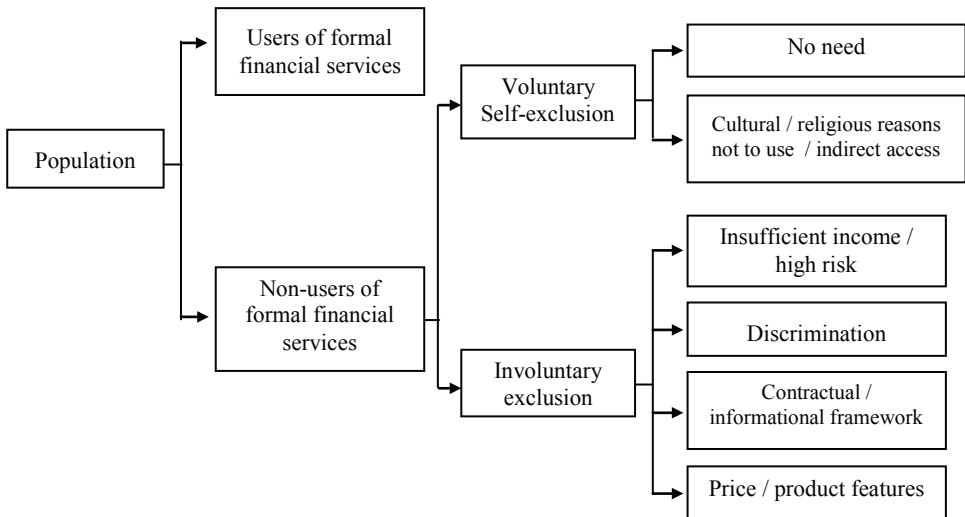 Population
Users of formal
financial services
Non-users of
formal financial
services
Voluntary
Self-exclusion
Involuntary
exclusion
No need
Cultural / religious reasons
not to use / indirect access
Insufficient income /
high risk
Discrimination
Contractual /
informational framework
Price / product features